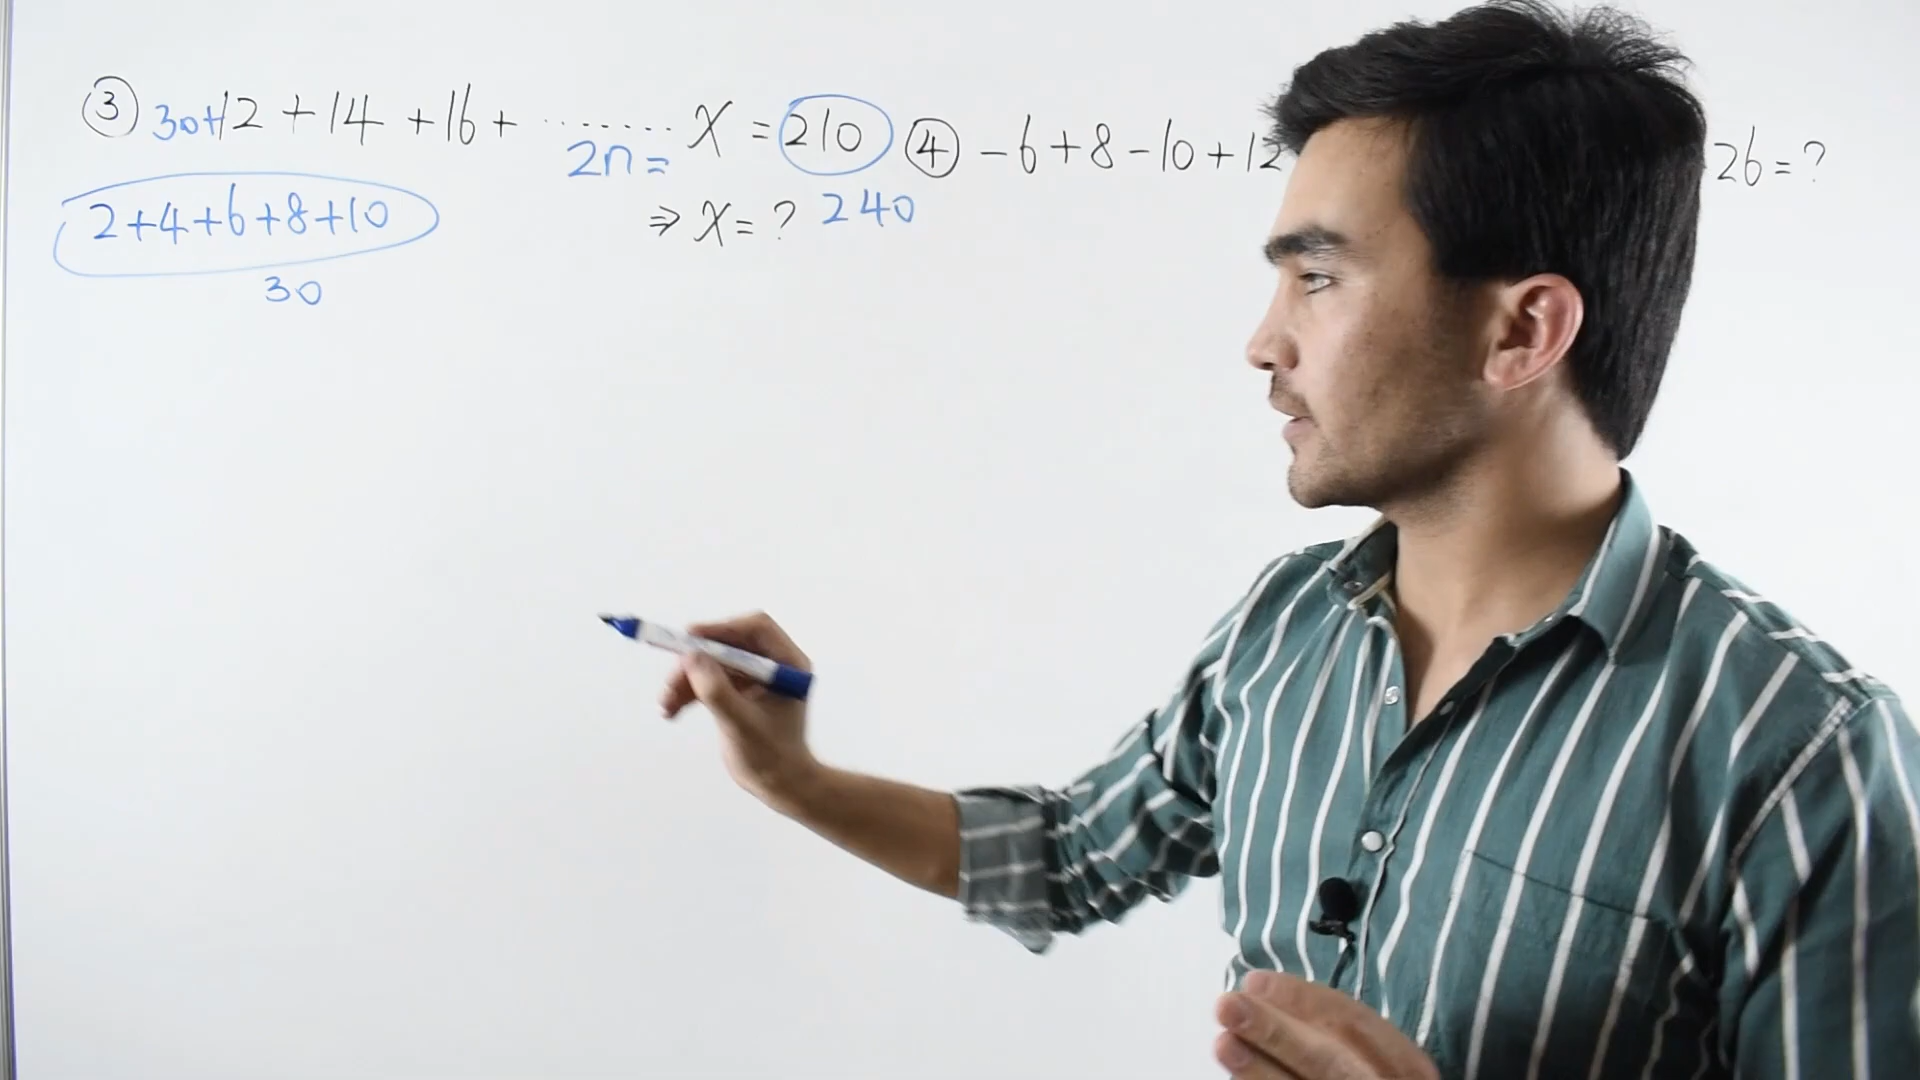 ③ 30+12 + 14 + 16 + ........ x = 210
2n =
2+4+6+8+10
⇒ x = ? 240
30
④ -6+8-10+12 26 = ?